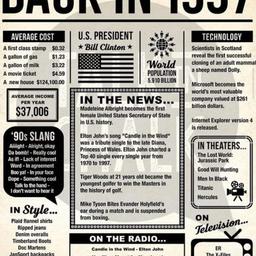 BACK IN 1997
AVERAGE COST
A first class stamp $0.32
A gallon of gas $1.23
A gallon of milk $3.22
A movie ticket $4.59
A new house $124,100.00
AVERAGE INCOME
PER YEAR
$37,006
'90s SLANG
Alright - Alright, okay
Da bomb! - Really cool
As if! - Lack of interest
Word - In agreement
Boo ya! - In your face
Dope - Something cool
Talk to the hand -
I don't want to hear it
IN Style...
Plaid flannel shirts
Ripped jeans
Denim overalls
Timberland Boots
Doc Martens
JanSport backpacks
U.S. PRESIDENT
Bill Clinton
World
POPULATION
5.910 BILLION
IN THE NEWS...
Madeleine Albright becomes the first
female United States Secretary of State
in U.S. history.
Elton John's song "Candle in the Wind"
was a tribute single to the late Diana,
Princess of Wales. Elton charted a
Top 40 single every single year from
1970 to 1997.
Tiger Woods at 21 years old became the
youngest golfer to win the Masters in
history of golf.
Mike Tyson Bites Evander Holyfield's
ear during a match and is suspended
from boxing.
ON THE RADIO...
Candle in the Wind - Elton John
TECHNOLOGY
Scientists in Scotland
reveal the first successful
cloning of an adult mammal,
a sheep named Dolly.
Microsoft becomes the
world's most valuable
company valued at $261
billion dollars.
Internet Explorer version 4
is released.
IN THEATERS...
The Lost World:
Jurassic Park
Good Will Hunting
Men In Black
Titanic
Hercules
ON
Television...
ER
The X-Files